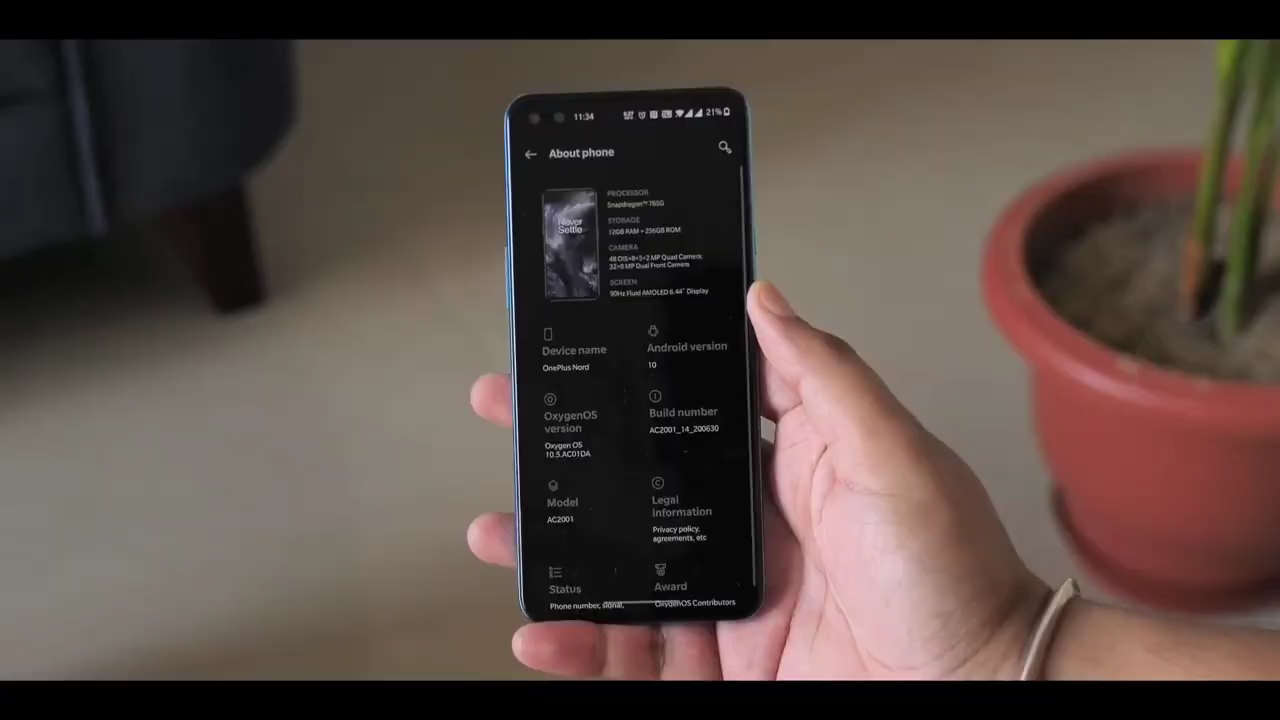 11:34
21%
About phone
Never
Settle
PROCESSOR
Snapdragon™ 765G
STORAGE
12GB RAM + 256GB ROM
CAMERA
48 OIS+8+5+2 MP Quad Camera,
32+8 MP Dual Front Camera
SCREEN
90Hz Fluid AMOLED 6.44" Display
Device name
OnePlus Nord
Android version
10
OxygenOS
version
Oxygen OS
10.5.AC01DA
Build number
AC2001_14_200630
Model
AC2001
Legal
information
Privacy policy,
agreements, etc
Status
Phone number, signal,
Award
OxygenOS Contributors